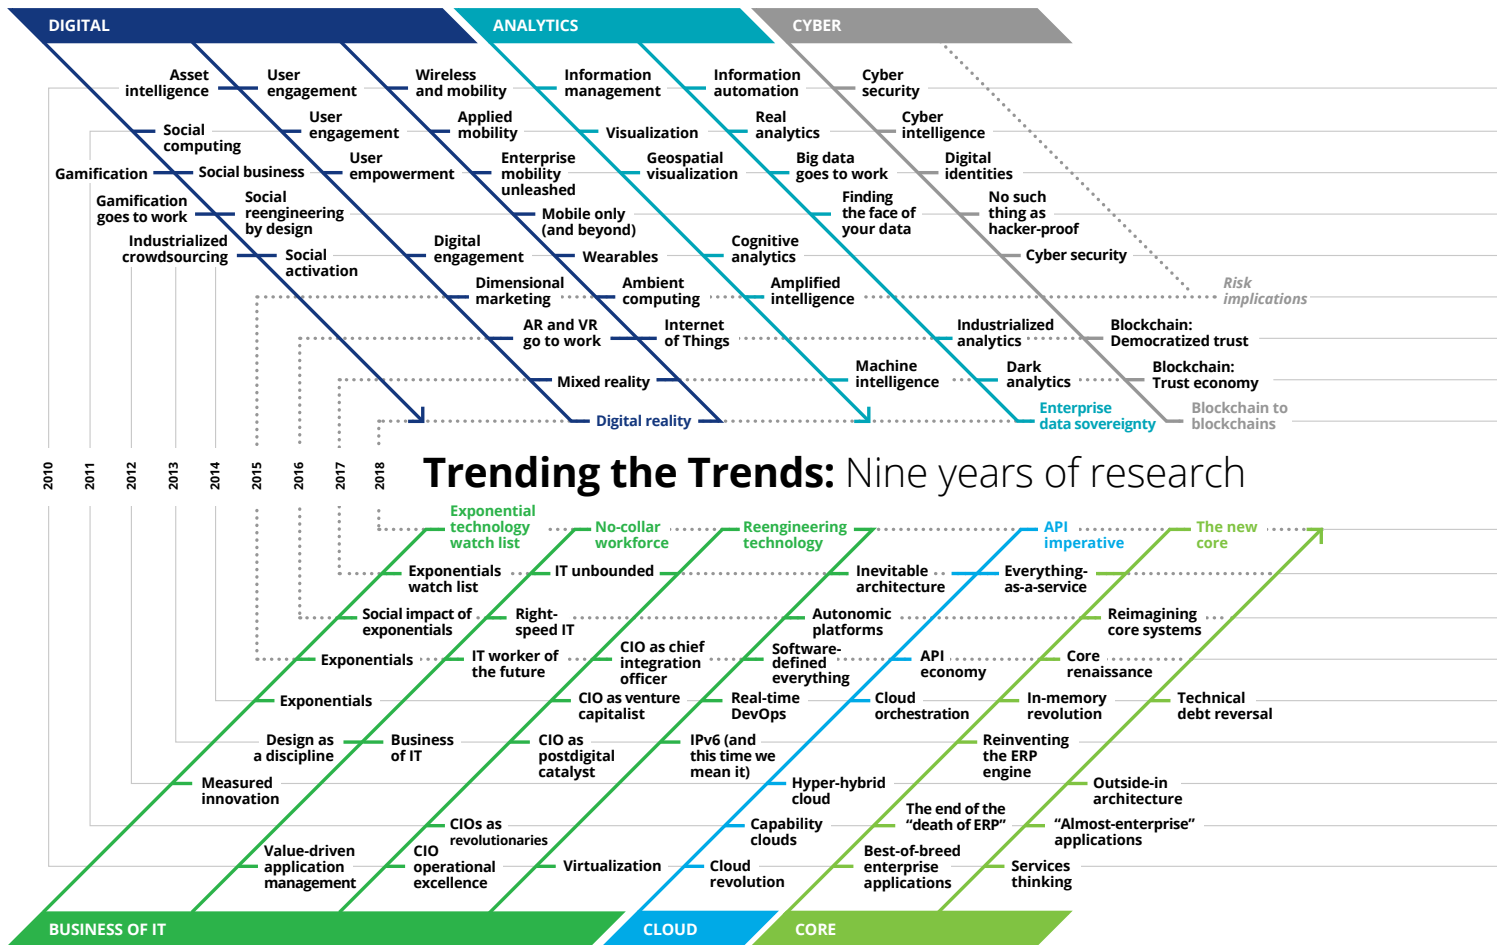 DIGITAL
ANALYTICS
CYBER
Asset
intelligence
User
engagement
Wireless
and mobility
Information
management
Information
automation
Cyber
security
Social
computing
User
engagement
Applied
mobility
Visualization
Real
analytics
Cyber
intelligence
Gamification
Social business
User
empowerment
Enterprise
mobility
unleashed
Geospatial
visualization
Big data
goes to work
Digital
identities
Gamification
goes to work
Social
reengineering
by design
Mobile only
(and beyond)
Finding
the face of
your data
No such
thing as
hacker-proof
Industrialized
crowdsourcing
Social
activation
Digital
engagement
Wearables
Cognitive
analytics
Cyber security
Dimensional
marketing
Ambient
computing
Amplified
intelligence
Risk
implications
AR and VR
go to work
Internet
of Things
Industrialized
analytics
Blockchain:
Democratized trust
Mixed reality
Machine
intelligence
Dark
analytics
Blockchain:
Trust economy
Digital reality
Enterprise
data sovereignty
Blockchain to
blockchains
2010
2011
2012
2013
2014
2015
2016
2017
2018
Trending the Trends: Nine years of research
Exponential
technology
watch list
No-collar
workforce
Reengineering
technology
API
imperative
The new
core
Exponentials
watch list
IT unbounded
Inevitable
architecture
Everything-
as-a-service
Social impact of
exponentials
Right-
speed IT
Autonomic
platforms
Reimagining
core systems
Exponentials
IT worker of
the future
CIO as chief
integration
officer
Software-
defined
everything
API
economy
Core
renaissance
Exponentials
CIO as venture
capitalist
Real-time
DevOps
Cloud
orchestration
In-memory
revolution
Technical
debt reversal
Design as
a discipline
Business
of IT
CIO as
postdigital
catalyst
IPv6 (and
this time we
mean it)
Reinventing
the ERP
engine
Measured
innovation
Hyper-hybrid
cloud
Outside-in
architecture
CIOs as
revolutionaries
Capability
clouds
The end of the
“death of ERP”
“Almost-enterprise”
applications
Value-driven
application
management
CIO
operational
excellence
Virtualization
Cloud
revolution
Best-of-breed
enterprise
applications
Services
thinking
BUSINESS OF IT
CLOUD
CORE